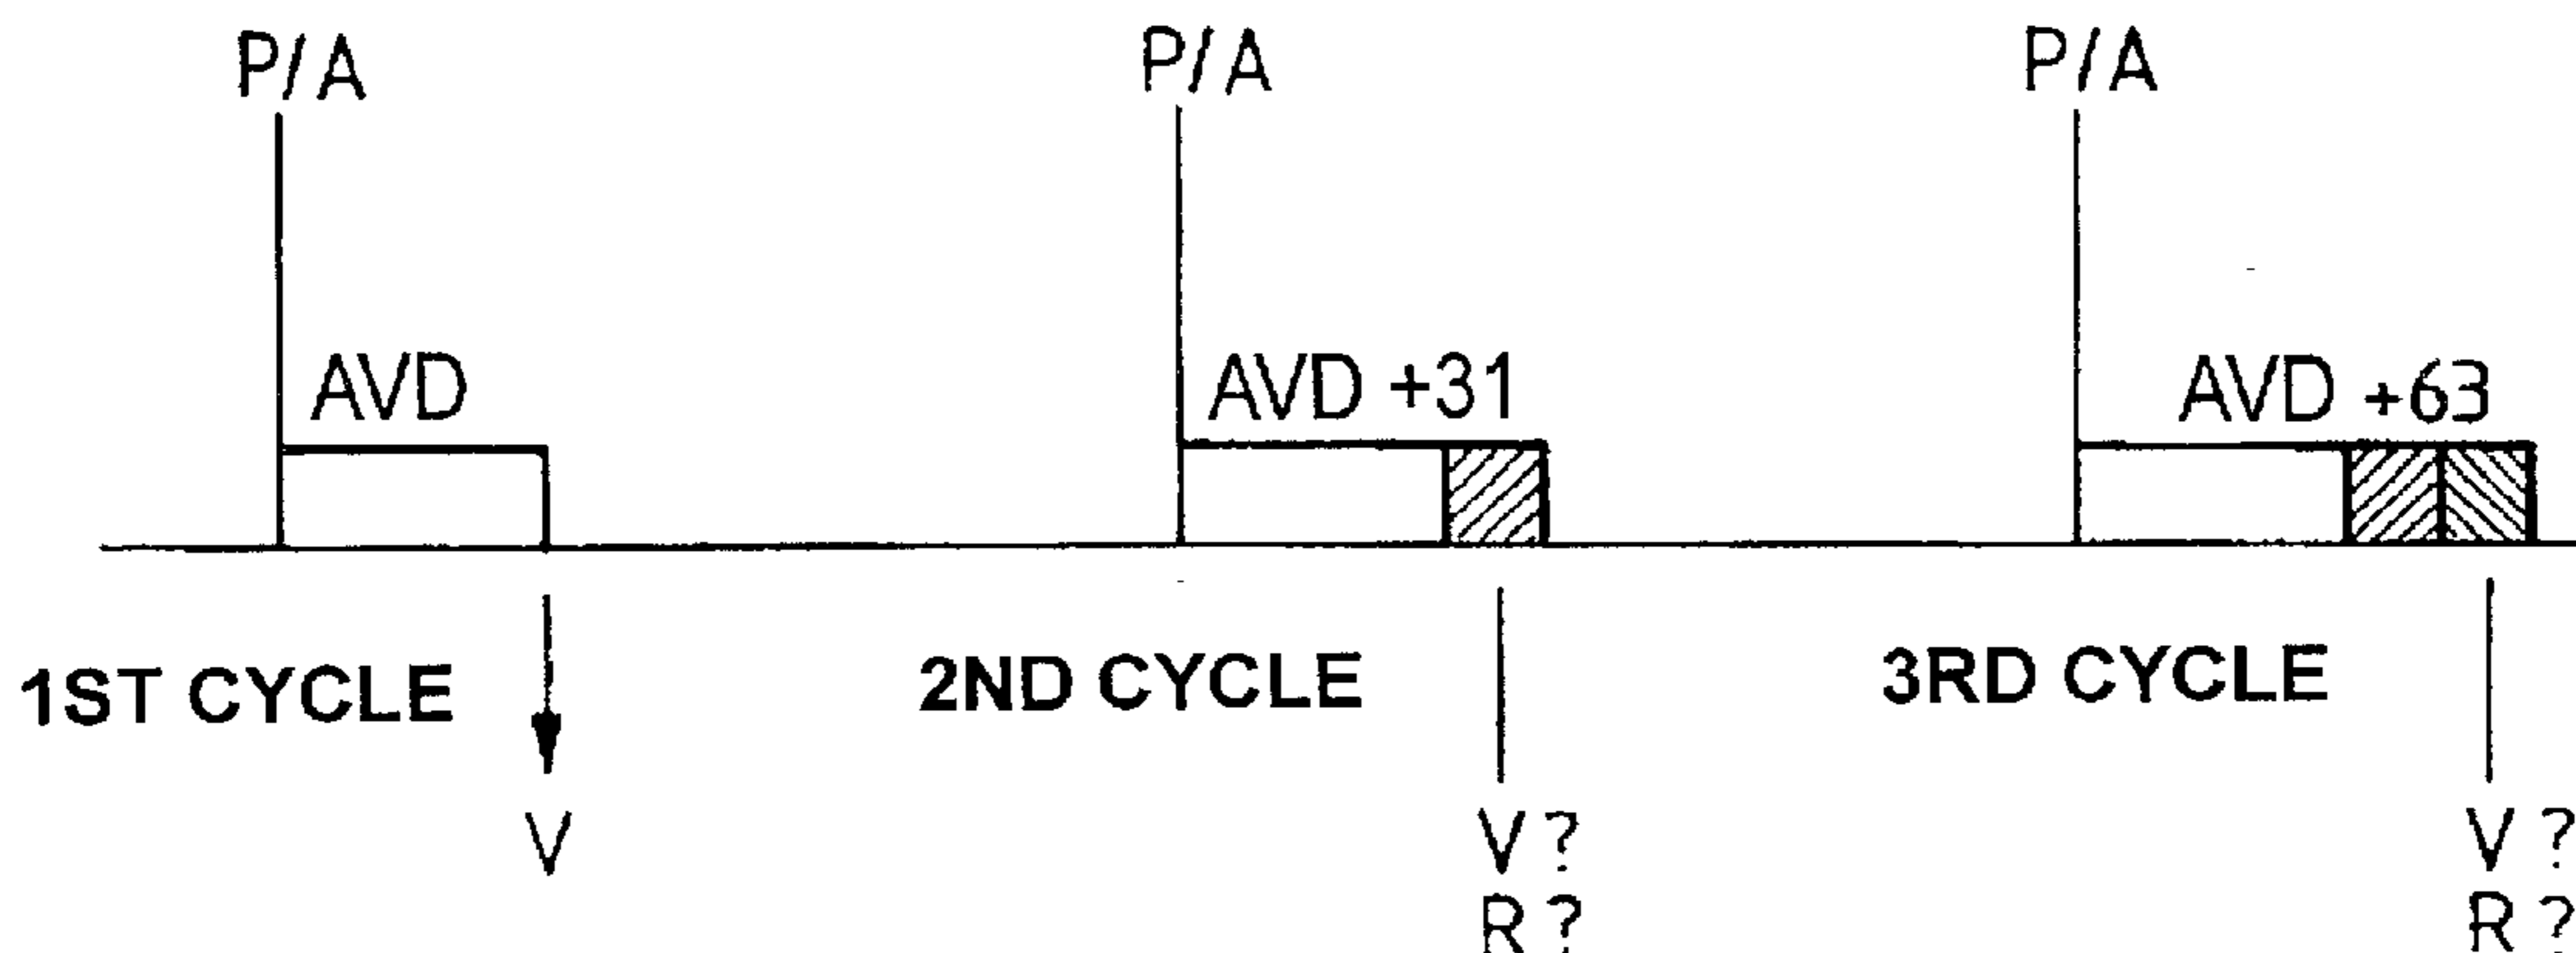 P/A P/A P/A
AVD AVD +31 AVD +63
1ST CYCLE 2ND CYCLE 3RD CYCLE
V V ? V ?
R ? R ?